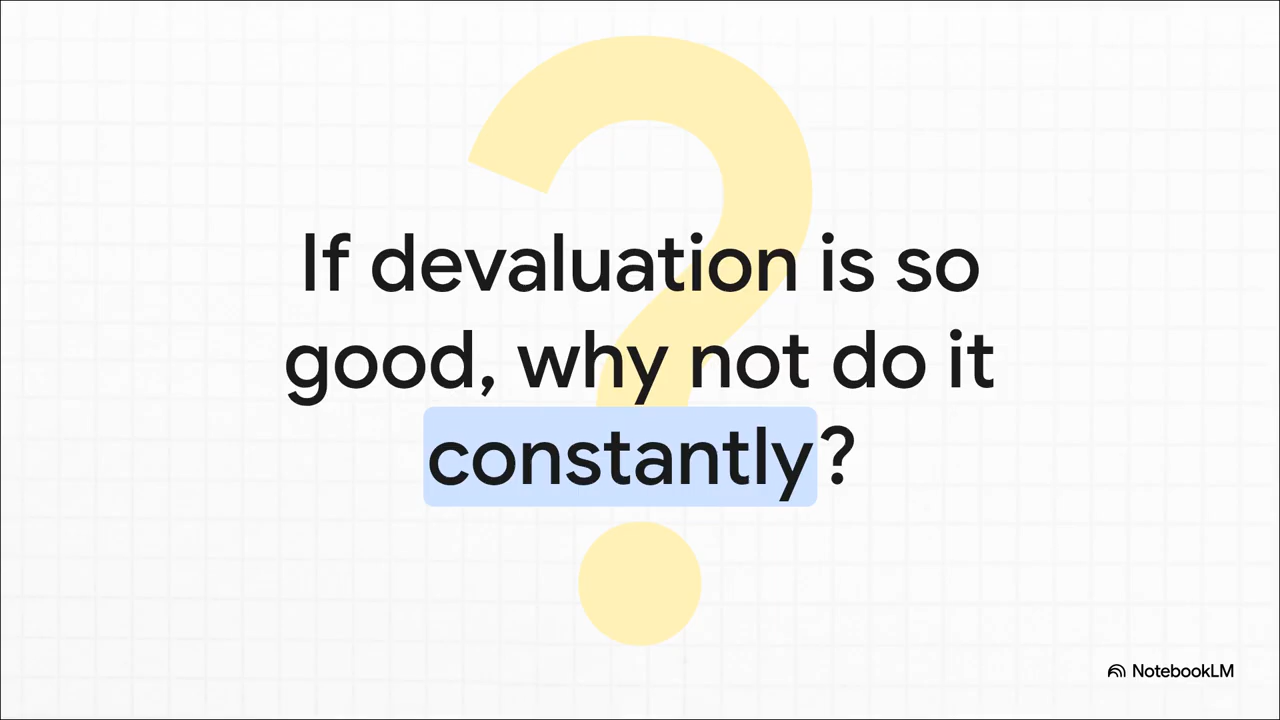 If devaluation is so
good, why not do it
constantly?
NotebookLM